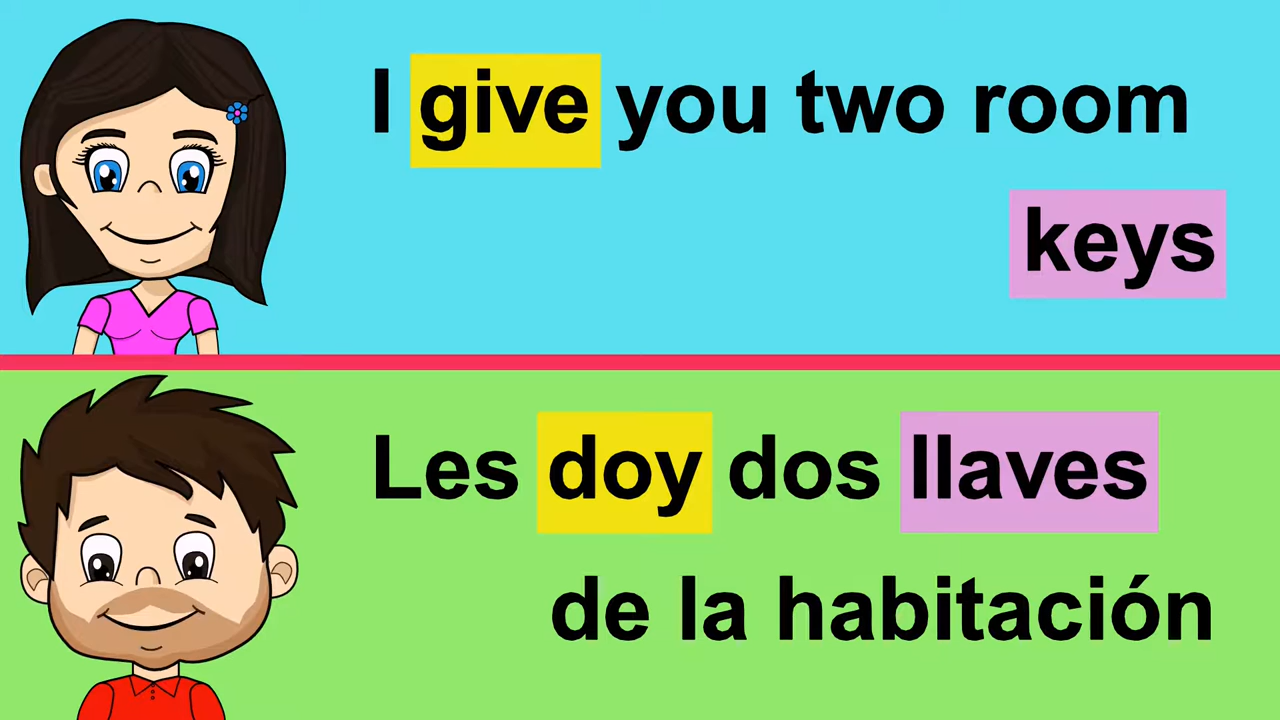 I give you two room
keys
Les doy dos llaves
de la habitación